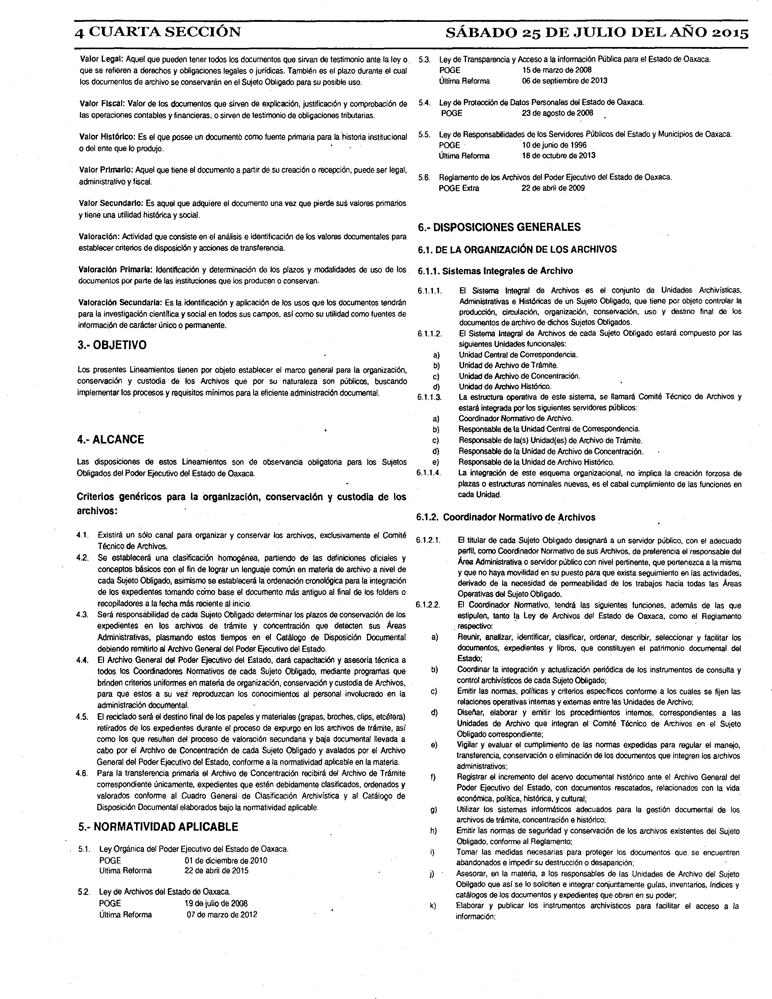 4 CUARTA SECCIÓN
SÁBADO 25 DE JULIO DEL AÑO 2015
Valor Legal: Aquel que pueden tener todos los documentos que sirvan de testimonio ante la ley o
que se refieren a derechos y obligaciones legales o jurídicas. También es el plazo durante el cual
los documentos de archivo se conservarán en el Sujeto Obligado para su posible uso.
Valor Fiscal: Valor de los documentos que sirven de explicación, justificación y comprobación de
las operaciones contables y financieras, o sirven de testimonio de obligaciones tributarias.
Valor Histórico: Es el que posee un documento como fuente primaria para la historia institucional
o del ente que lo produjo.
Valor Primario: Aquel que tiene el documento a partir de su creación o recepción, puede ser legal,
administrativo y fiscal.
Valor Secundario: Es aquel que adquiere el documento una vez que pierde sus valores primarios
y tiene una utilidad histórica y social.
Valoración: Actividad que consiste en el análisis e identificación de los valores documentales para
establecer criterios de disposición y acciones de transferencia.
Valoración Primaria: Identificación y determinación de los plazos y modalidades de uso de los
documentos por parte de las instituciones que los producen o conservan.
Valoración Secundaria: Es la identificación y aplicación de los usos que los documentos tendrán
para la investigación científica y social en todos sus campos, así como su utilidad como fuentes de
información de carácter único o permanente.
3.- OBJETIVO
Los presentes Lineamientos tienen por objeto establecer el marco general para la organización,
conservación y custodia de los Archivos que por su naturaleza son públicos, buscando
implementar los procesos y requisitos mínimos para la eficiente administración documental.
4.- ALCANCE
Las disposiciones de estos Lineamientos son de observancia obligatoria para los Sujetos
Obligados del Poder Ejecutivo del Estado de Oaxaca.
Criterios genéricos para la organización, conservación y custodia de los
archivos:
4.1. Existirá un sólo canal para organizar y conservar los archivos, exclusivamente el Comité
Técnico de Archivos.
4.2. Se establecerá una clasificación homogénea, partiendo de las definiciones oficiales y
conceptos básicos con el fin de lograr un lenguaje común en materia de archivo a nivel de
cada Sujeto Obligado, asimismo se establecerá la ordenación cronológica para la integración
de los expedientes tomando cómo base el documento más antiguo al final de los folders o
recopiladores a la fecha más reciente al inicio.
4.3. Será responsabilidad de cada Sujeto Obligado determinar los plazos de conservación de los
expedientes en los archivos de trámite y concentración que detecten sus Áreas
Administrativas, plasmando estos tiempos en el Catálogo de Disposición Documental
debiendo remitirlo al Archivo General del Poder Ejecutivo del Estado.
4.4. El Archivo General del Poder Ejecutivo del Estado, dará capacitación y asesoría técnica a
todos los Coordinadores Normativos de cada Sujeto Obligado, mediante programas que
brinden criterios uniformes en materia de organización, conservación y custodia de Archivos,
para que estos a su vez reproduzcan los conocimientos al personal involucrado en la
administración documental.
4.5. El reciclado será el destino final de los papeles y materiales (grapas, broches, clips, etcétera)
retirados de los expedientes durante el proceso de expurgo en los archivos de trámite, así
como los que resulten del proceso de valoración secundaria y baja documental llevada a
cabo por el Archivo de Concentración de cada Sujeto Obligado y avalados por el Archivo
General del Poder Ejecutivo del Estado, conforme a la normatividad aplicable en la materia.
4.6. Para la transferencia primaria el Archivo de Concentración recibirá del Archivo de Trámite
correspondiente únicamente, expedientes que estén debidamente clasificados, ordenados y
valorados conforme al Cuadro General de Clasificación Archivística y al Catálogo de
Disposición Documental elaborados bajo la normatividad aplicable.
5.- NORMATIVIDAD APLICABLE
5.1. Ley Orgánica del Poder Ejecutivo del Estado de Oaxaca.
POGE 01 de diciembre de 2010
Ultima Reforma 22 de abril de 2015
5.2. Ley de Archivos del Estado de Oaxaca.
POGE 19 de julio de 2008
Última Reforma 07 de marzo de 2012
5.3. Ley de Transparencia y Acceso a la información Pública para el Estado de Oaxaca.
POGE 15 de marzo de 2008
Última Reforma 06 de septiembre de 2013
5.4. Ley de Protección de Datos Personales del Estado de Oaxaca.
POGE 23 de agosto de 2008
5.5. Ley de Responsabilidades de los Servidores Públicos del Estado y Municipios de Oaxaca.
POGE 10 de junio de 1996
Última Reforma 18 de octubre de 2013
5.6. Reglamento de los Archivos del Poder Ejecutivo del Estado de Oaxaca.
POGE Extra 22 de abril de 2009
6.- DISPOSICIONES GENERALES
6.1. DE LA ORGANIZACIÓN DE LOS ARCHIVOS
6.1.1. Sistemas Integrales de Archivo
6.1.1.1. El Sistema Integral de Archivos es el conjunto de Unidades Archivísticas,
Administrativas e Históricas de un Sujeto Obligado, que tiene por objeto controlar la
producción, circulación, organización, conservación, uso y destino final de los
documentos de archivo de dichos Sujetos Obligados.
6.1.1.2. El Sistema Integral de Archivos de cada Sujeto Obligado estará compuesto por las
siguientes Unidades funcionales:
a) Unidad Central de Correspondencia.
b) Unidad de Archivo de Trámite.
c) Unidad de Archivo de Concentración.
d) Unidad de Archivo Histórico.
6.1.1.3. La estructura operativa de este sistema, se llamará Comité Técnico de Archivos y
estará integrada por los siguientes servidores públicos:
a) Coordinador Normativo de Archivo.
b) Responsable de la Unidad Central de Correspondencia.
c) Responsable de la(s) Unidad(es) de Archivo de Trámite.
d) Responsable de la Unidad de Archivo de Concentración.
e) Responsable de la Unidad de Archivo Histórico.
6.1.1.4. La integración de este esquema organizacional, no implica la creación forzosa de
plazas o estructuras nominales nuevas, es el cabal cumplimiento de las funciones en
cada Unidad.
6.1.2. Coordinador Normativo de Archivos
6.1.2.1. El titular de cada Sujeto Obligado designará a un servidor público, con el adecuado
perfil, como Coordinador Normativo de sus Archivos, de preferencia el responsable del
Área Administrativa o servidor público con nivel pertinente, que pertenezca a la misma
y que no haya movilidad en su puesto para que exista seguimiento en las actividades,
derivado de la necesidad de permeabilidad de los trabajos hacia todas las Áreas
Operativas del Sujeto Obligado.
6.1.2.2. El Coordinador Normativo, tendrá las siguientes funciones, además de las que
estipulen, tanto la Ley de Archivos del Estado de Oaxaca, como el Reglamento
respectivo:
a) Reunir, analizar, identificar, clasificar, ordenar, describir, seleccionar y facilitar los
documentos, expedientes y libros, que constituyen el patrimonio documental del
Estado;
b) Coordinar la integración y actualización periódica de los instrumentos de consulta y
control archivísticos de cada Sujeto Obligado;
c) Emitir las normas, políticas y criterios específicos conforme a los cuales se fijen las
relaciones operativas internas y externas entre las Unidades de Archivo;
d) Diseñar, elaborar y emitir los procedimientos internos, correspondientes a las
Unidades de Archivo que integran el Comité Técnico de Archivos en el Sujeto
Obligado correspondiente;
e) Vigilar y evaluar el cumplimiento de las normas expedidas para regular el manejo,
transferencia, conservación o eliminación de los documentos que integren los archivos
administrativos;
f) Registrar el incremento del acervo documental histórico ante el Archivo General del
Poder Ejecutivo del Estado, con documentos rescatados, relacionados con la vida
económica, política, histórica, y cultural;
g) Utilizar los sistemas informáticos adecuados para la gestión documental de los
archivos de trámite, concentración e histórico;
h) Emitir las normas de seguridad y conservación de los archivos existentes del Sujeto
Obligado, conforme al Reglamento;
i) Tomar las medidas necesarias para proteger los documentos que se encuentren
abandonados e impedir su destrucción o desaparición;
j) Asesorar, en la materia, a los responsables de las Unidades de Archivo del Sujeto
Obligado que así se lo soliciten e integrar conjuntamente guías, inventarios, índices y
catálogos de los documentos y expedientes que obren en su poder;
k) Elaborar y publicar los instrumentos archivísticos para facilitar el acceso a la
información;